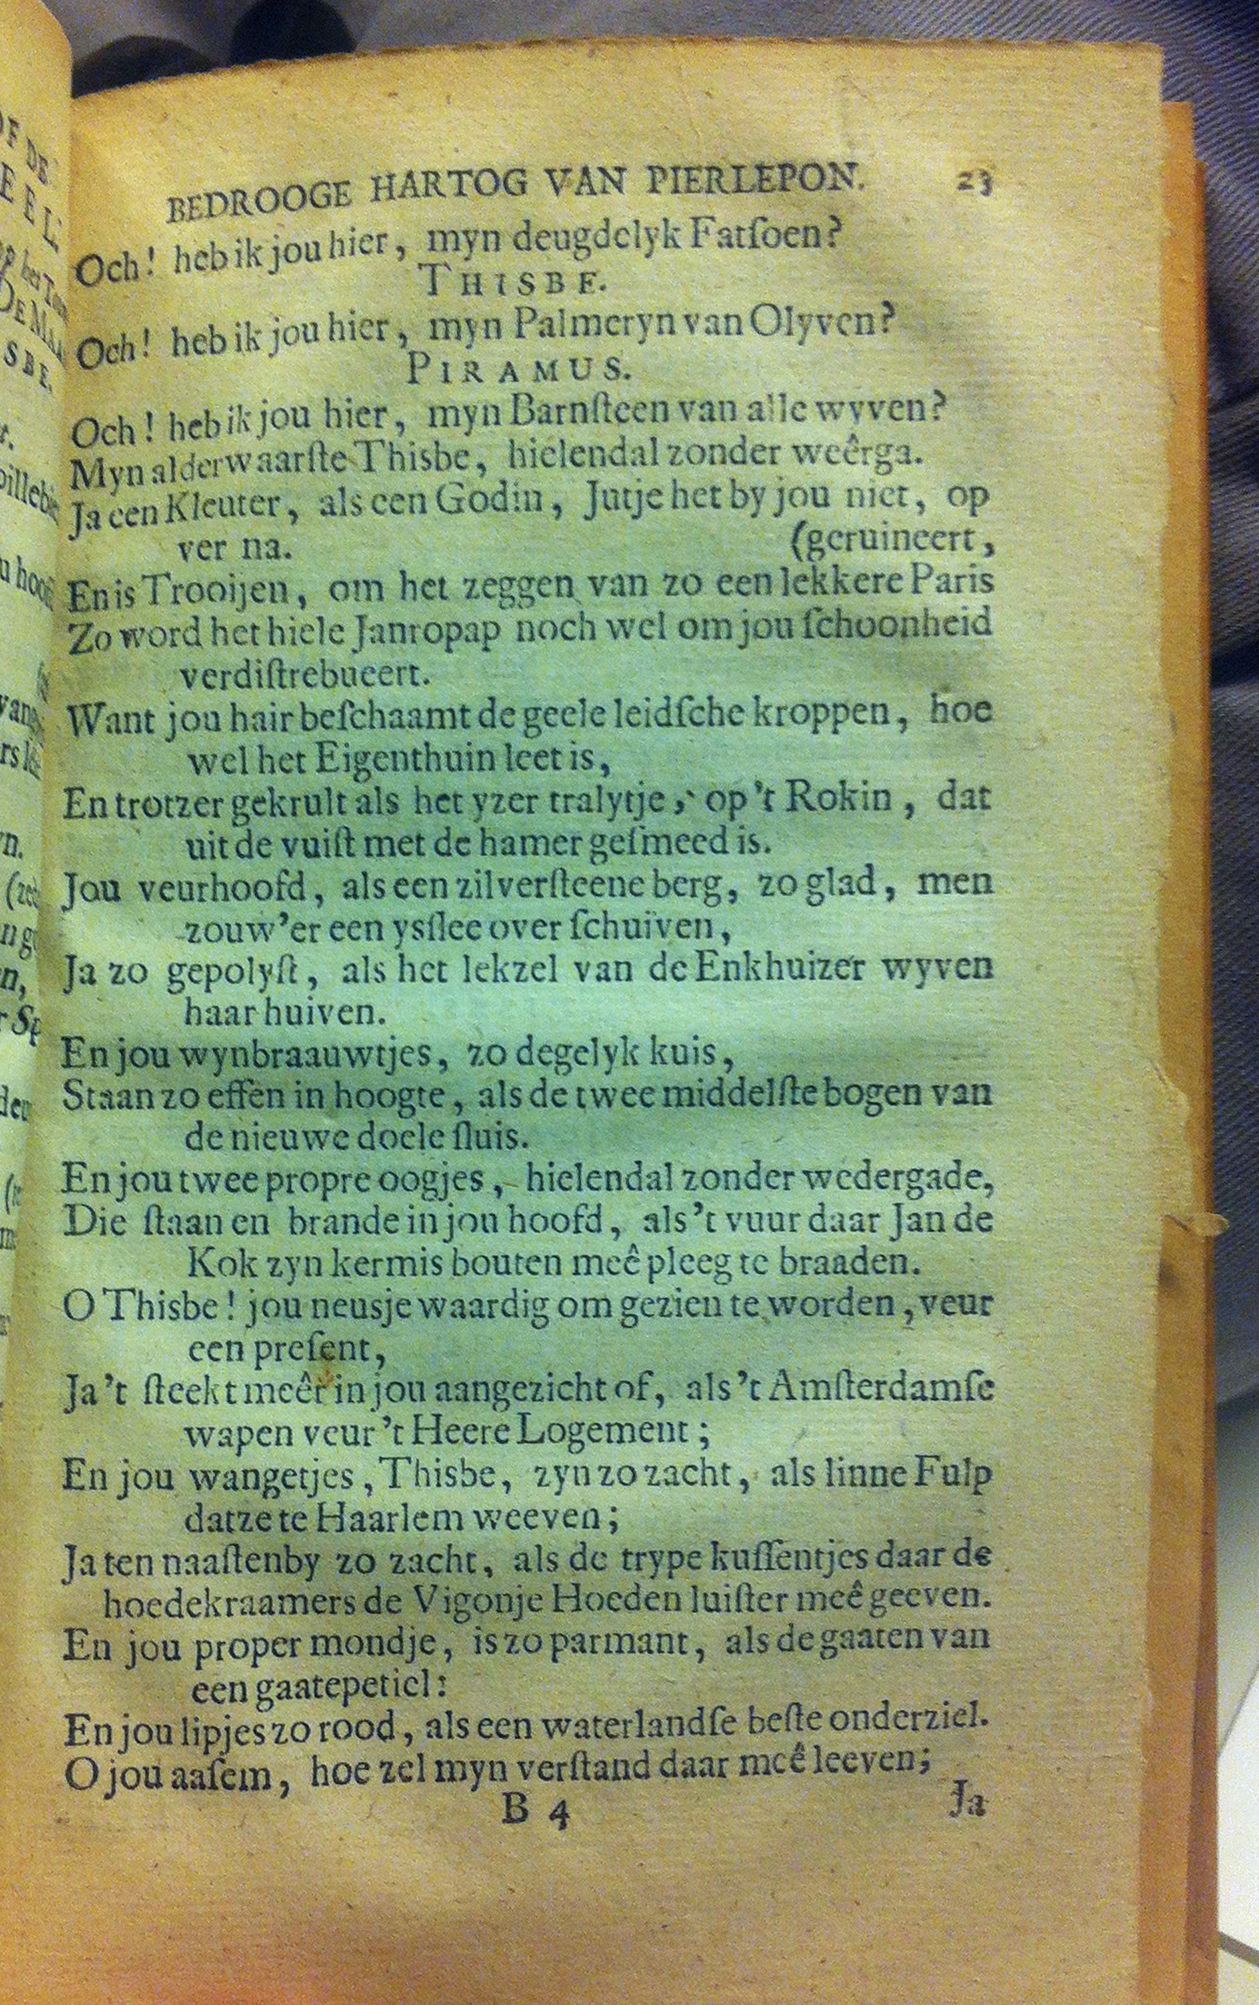 BEDROOGE HARTOG VAN PIERLEPON. 23
Och! heb ik jou hier, myn deugdelyk Fatſoen?
THISBE.
Och! heb ik jou hier, myn Palmeryn van Olyven?
PIRAMUS.
Och! heb ik jou hier, myn Barnſteen van alle wyven?
Myn alderwaarſte Thisbe, hielendal zonder weêrga.
Ja een Kleuter, als een Godin, Jutje het by jou niet, op
ver na. (geruineert,
En is Trooijen, om het zeggen van zo een lekkere Paris
Zo word het hiele Janropap noch wel om jou ſchoonheid
verdiſtrebueert.
Want jou hair beſchaamt de geele leidſche kroppen, hoe
wel het Eigenthuin leet is,
En trotzer gekrult als het yzer tralytje, op 't Rokin, dat
uit de vuiſt met de hamer geſmeed is.
Jou veurhoofd, als een zilverſteene berg, zo glad, men
zouw'er een ysſlee over ſchuiven,
Ja zo gepolyſt, als het lekzel van de Enkhuizer wyven
haar huiven.
En jou wynbraauwtjes, zo degelyk kuis,
Staan zo effen in hoogte, als de twee middelſte bogen van
de nieuwe doele ſluis.
En jou twee propre oogjes, hielendal zonder wedergade,
Die ſtaan en brande in jou hoofd, als 't vuur daar Jan de
Kok zyn kermis bouten meê pleeg te braaden.
O Thisbe! jou neusje waardig om gezien te worden, veur
een preſent,
Ja 't ſteekt meêr in jou aangezicht of, als 't Amſterdamſe
wapen veur 't Heere Logement;
En jou wangetjes, Thisbe, zyn zo zacht, als linne Fulp
datze te Haarlem weeven;
Ja ten naaſtenby zo zacht, als de trype kuſſentjes daar de
hoedekraamers de Vigonje Hoeden luiſter meê geeven.
En jou proper mondje, is zo parmant, als de gaaten van
een gaatepetiel:
En jou lipjes zo rood, als een waterlandſe beſte onderziel.
O jou aaſem, hoe zel myn verſtand daar meê leeven;
B 4 Ja